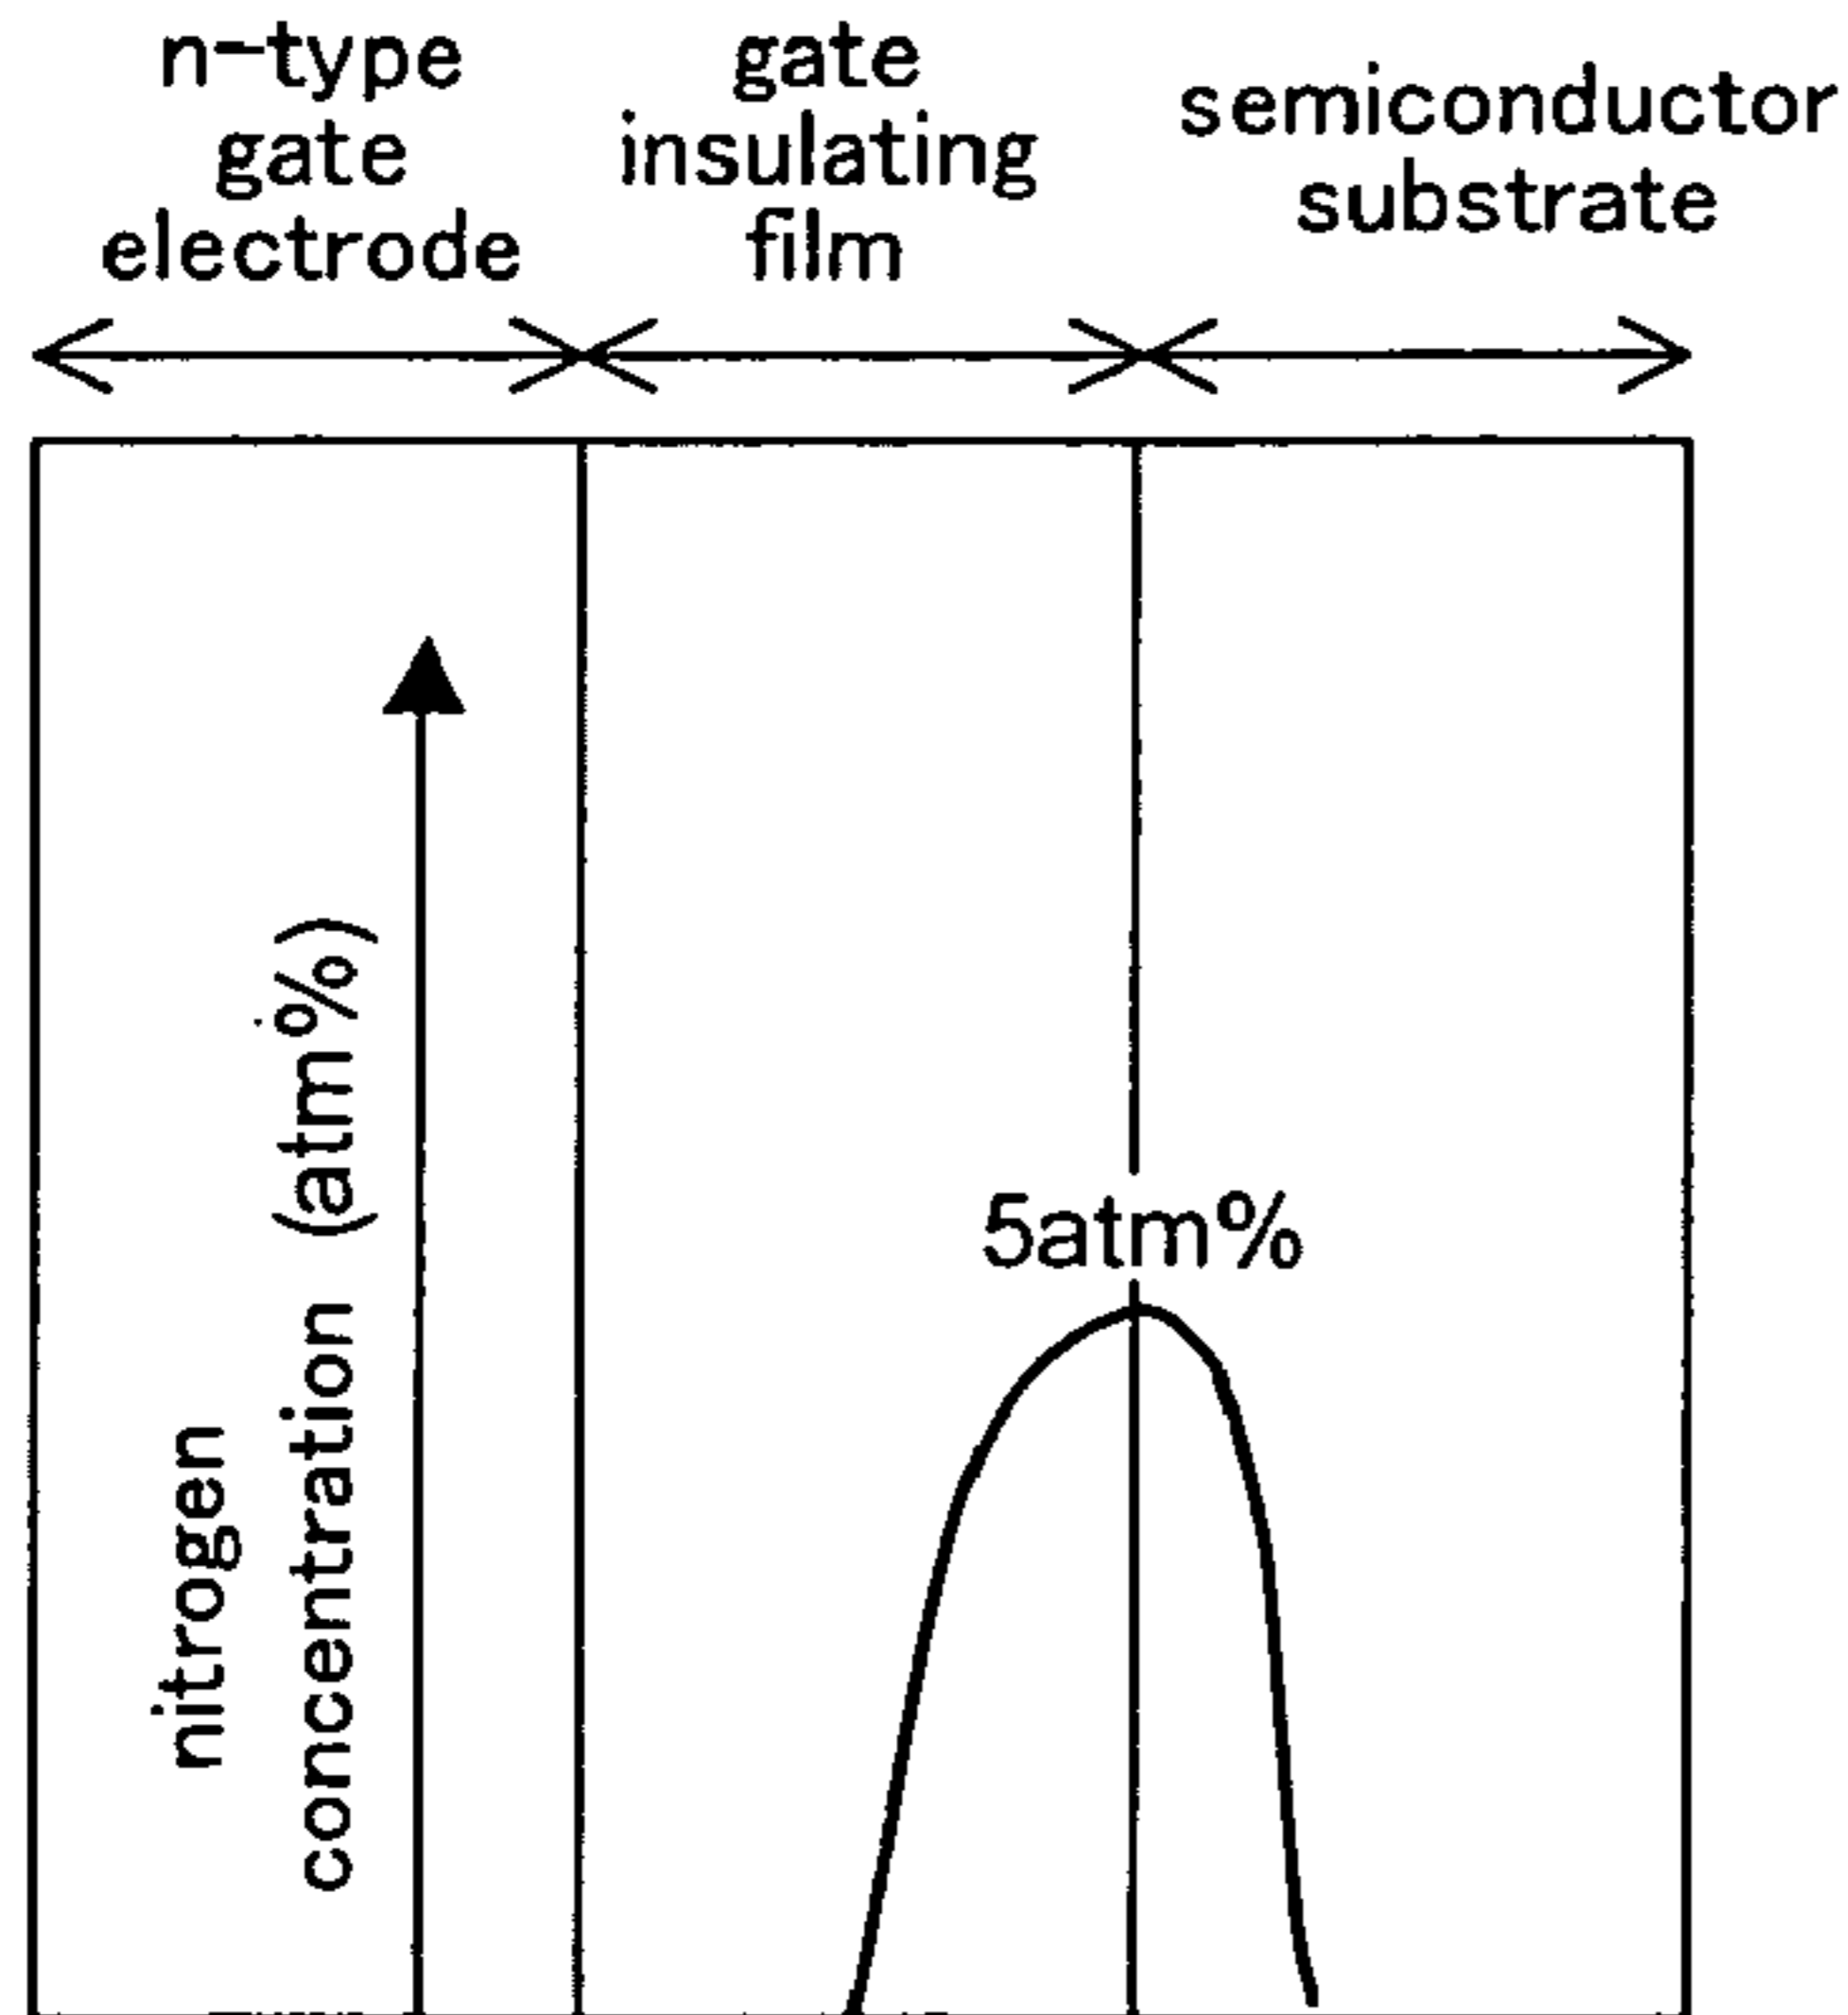 n-type
gate
electrode
gate
insulating
film
semiconductor
substrate
5atm%
nitrogen
concentration (atm%)